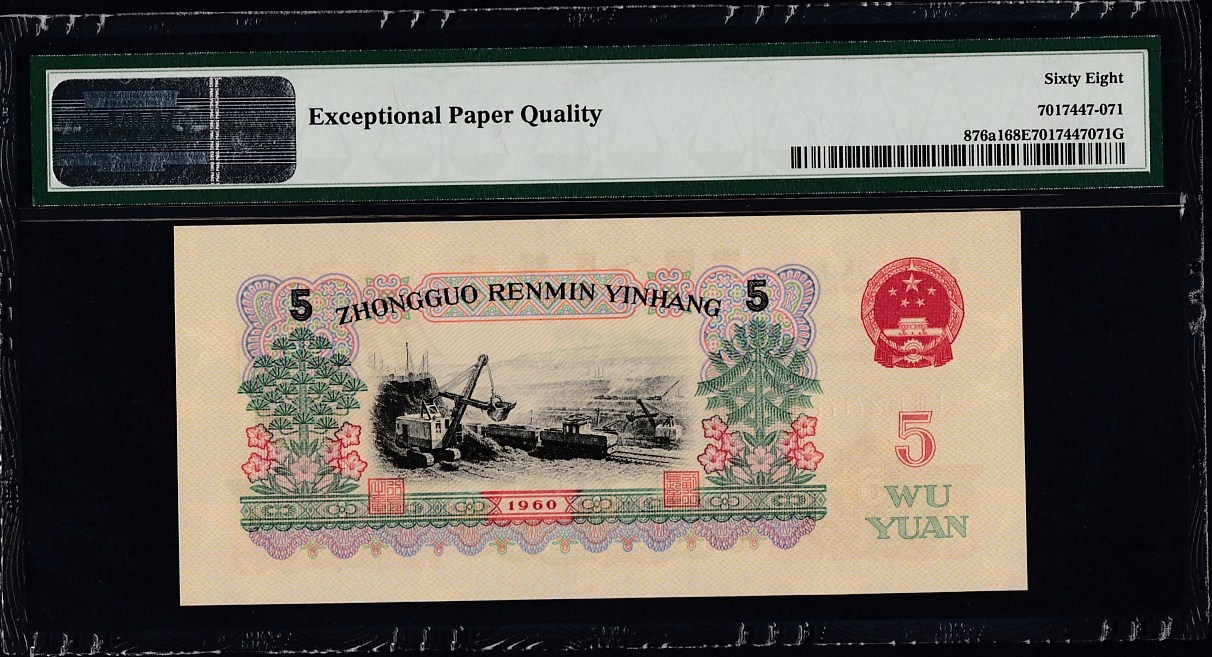 Exceptional Paper Quality
Sixty Eight
7017447-071
876a168E7017447071G
5 ZHONGGUO RENMIN YINHANG 5
5
WU
YUAN
1960